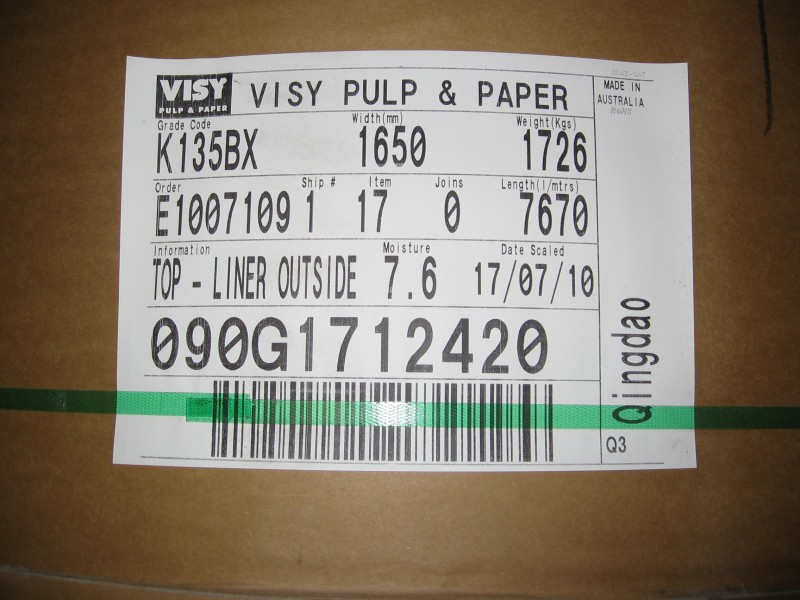 VISY
PULP & PAPER
VISY PULP & PAPER
MADE IN
AUSTRALIA
Grade Code Width(mm) Weight(Kgs)
K135BX 1650 1726
Order Ship # Item Joins Length(l/mtrs)
E1007109 1 17 0 7670
Information Moisture Date Scaled
TOP - LINER OUTSIDE 7.6 17/07/10
090G1712420
Qingdao
Q3